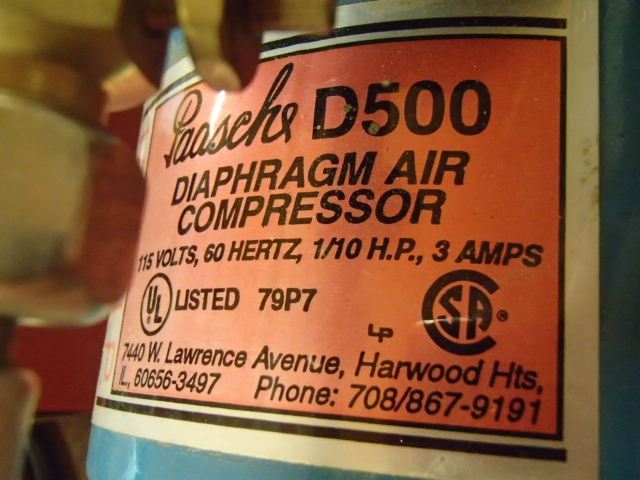 Paasche D500
DIAPHRAGM AIR
COMPRESSOR
115 VOLTS, 60 HERTZ, 1/10 H.P., 3 AMPS
UL LISTED 79P7 SA
LP
7440 W. Lawrence Avenue, Harwood Hts,
IL, 60656-3497 Phone: 708/867-9191